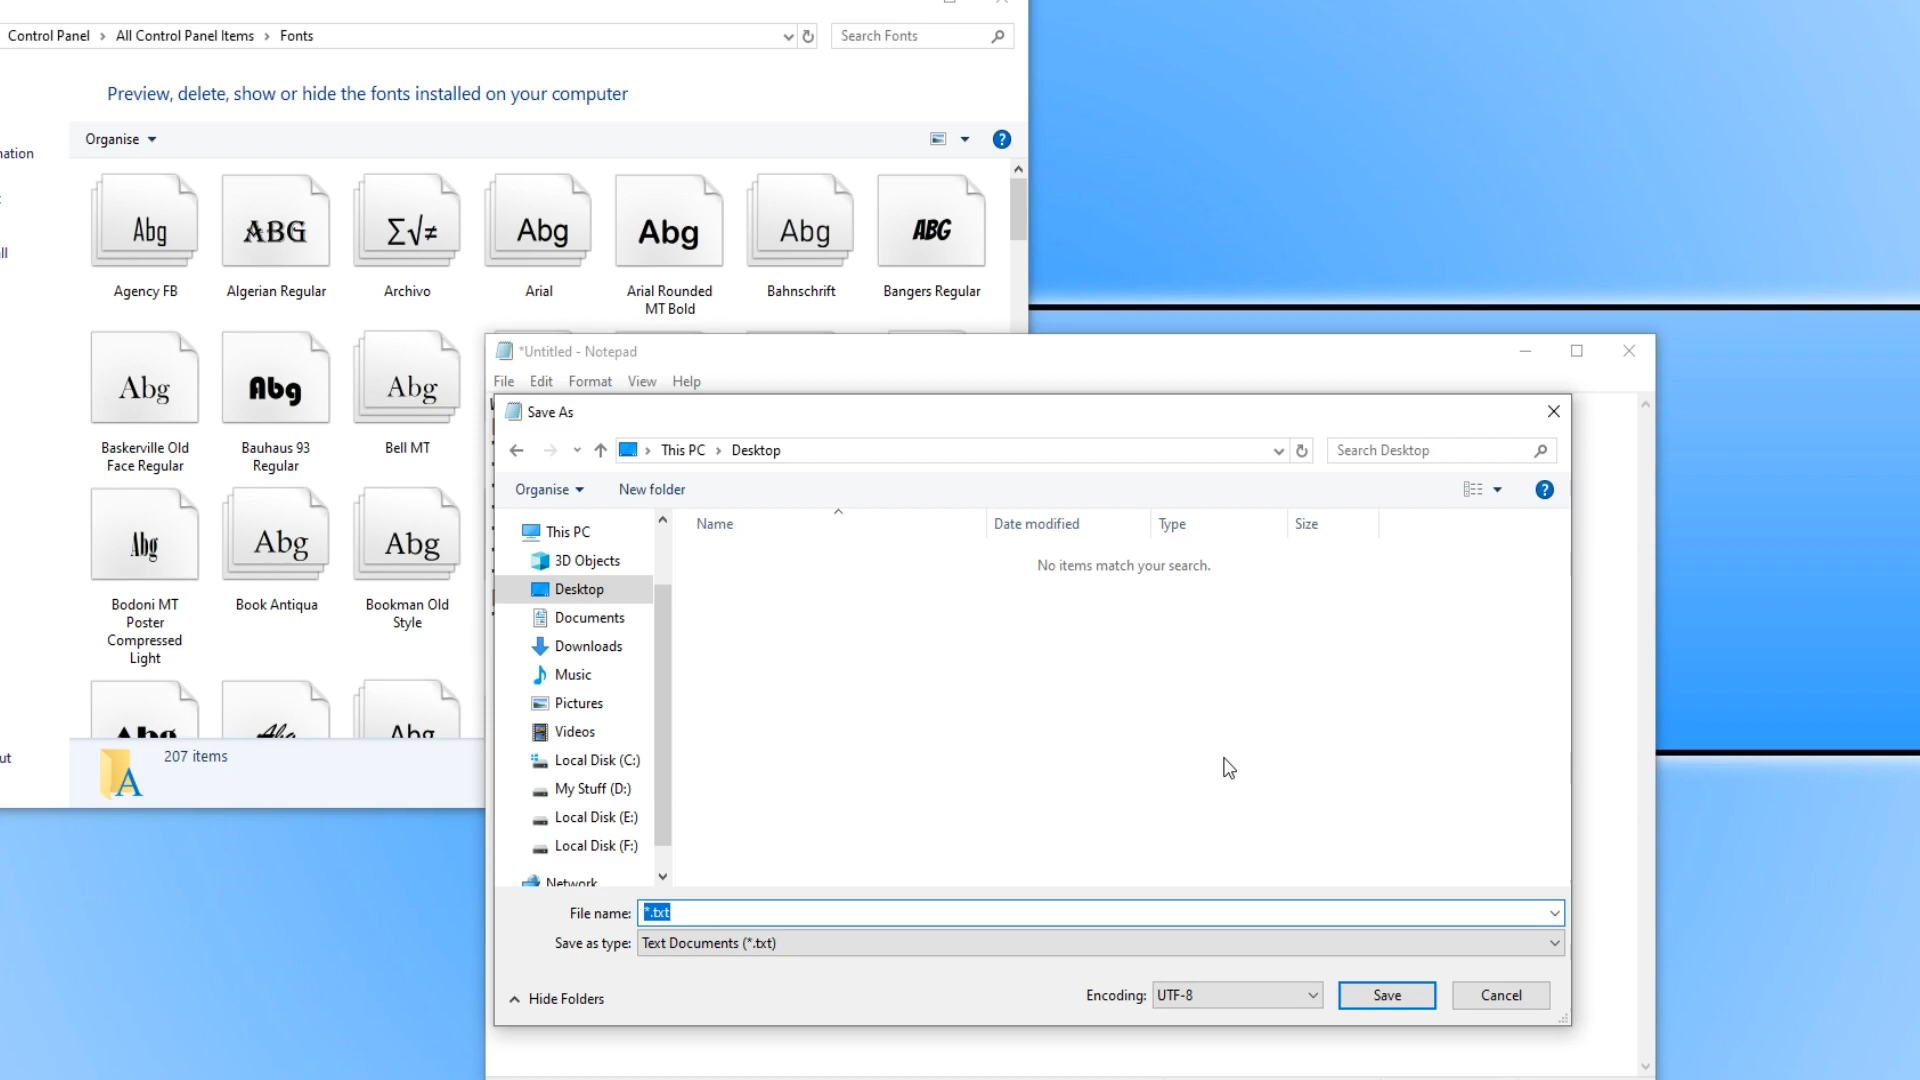 Control Panel > All Control Panel Items > Fonts
Search Fonts
Preview, delete, show or hide the fonts installed on your computer
Organise
nation
ll
Abg ABG Σ√≠ Abg Abg Abg ABG
Agency FB
Algerian Regular
Archivo
Arial
Arial Rounded
MT Bold
Bahnschrift
Bangers Regular
Abg Abg Abg
Baskerville Old
Face Regular
Bauhaus 93
Regular
Bell MT
Abg Abg Abg
Bodoni MT
Poster
Compressed
Light
Book Antiqua
Bookman Old
Style
Abg Abg Abg
ut
207 items
A
*Untitled - Notepad
File Edit Format View Help
Save As
This PC > Desktop
Search Desktop
Organise
New folder
Name
Date modified
Type
Size
No items match your search.
This PC
3D Objects
Desktop
Documents
Downloads
Music
Pictures
Videos
Local Disk (C:)
My Stuff (D:)
Local Disk (E:)
Local Disk (F:)
Network
File name: *.txt
Save as type: Text Documents (*.txt)
Hide Folders
Encoding: UTF-8
Save
Cancel